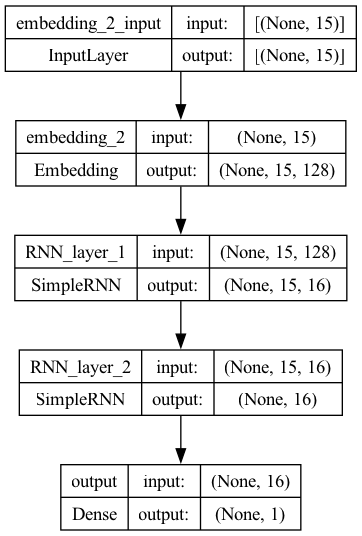 embedding_2_input input: [(None, 15)]
InputLayer output: [(None, 15)]
embedding_2 input: (None, 15)
Embedding output: (None, 15, 128)
RNN_layer_1 input: (None, 15, 128)
SimpleRNN output: (None, 15, 16)
RNN_layer_2 input: (None, 15, 16)
SimpleRNN output: (None, 16)
output input: (None, 16)
Dense output: (None, 1)